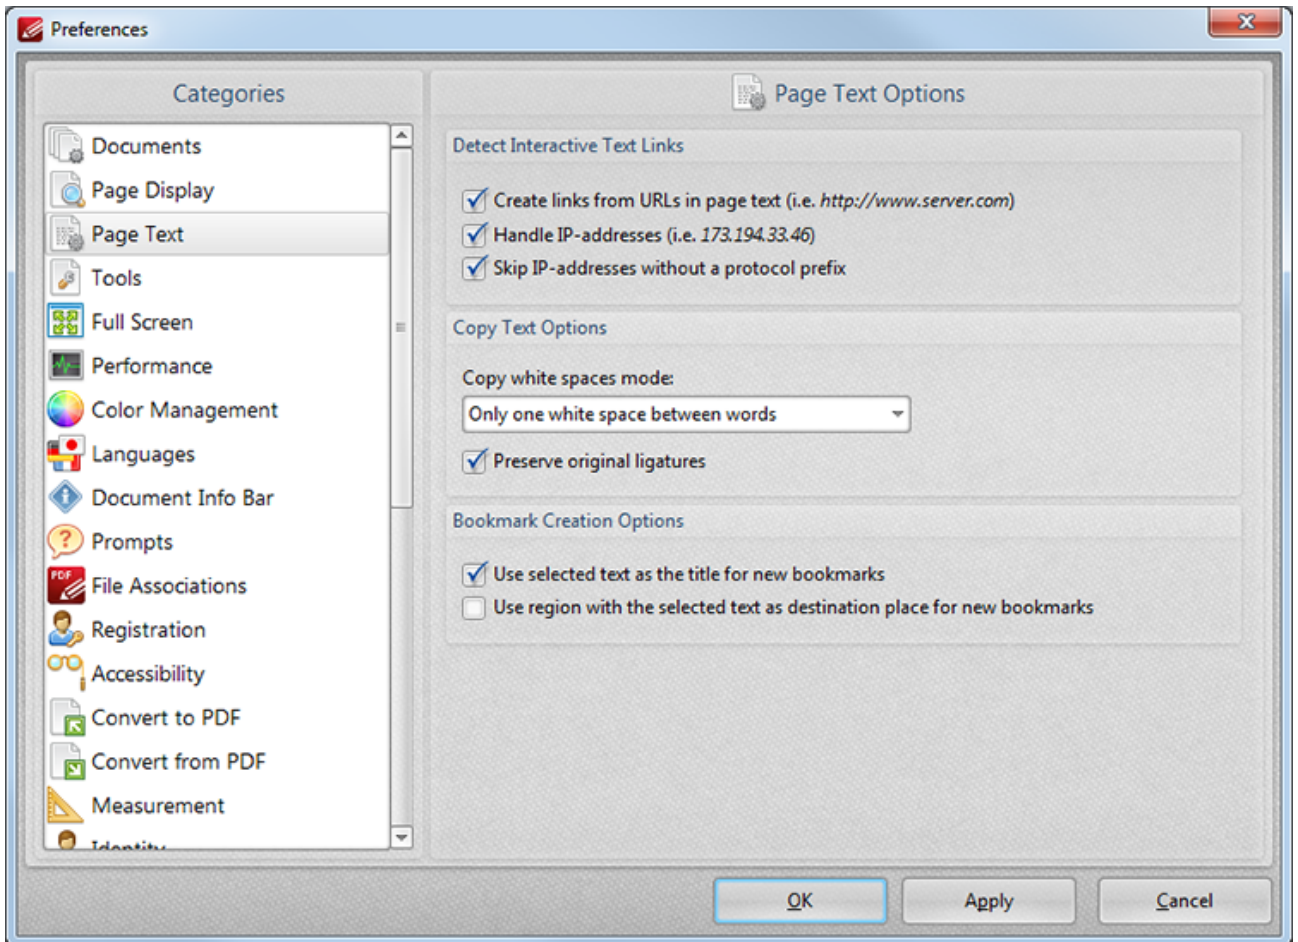 Preferences
Categories
Documents
Page Display
Page Text
Tools
Full Screen
Performance
Color Management
Languages
Document Info Bar
Prompts
PDF
File Associations
Registration
Accessibility
Convert to PDF
Convert from PDF
Measurement
Identity
Page Text Options
Detect Interactive Text Links
Create links from URLs in page text (i.e. http://www.server.com)
Handle IP-addresses (i.e. 173.194.33.46)
Skip IP-addresses without a protocol prefix
Copy Text Options
Copy white spaces mode:
Only one white space between words
Preserve original ligatures
Bookmark Creation Options
Use selected text as the title for new bookmarks
Use region with the selected text as destination place for new bookmarks
OK
Apply
Cancel